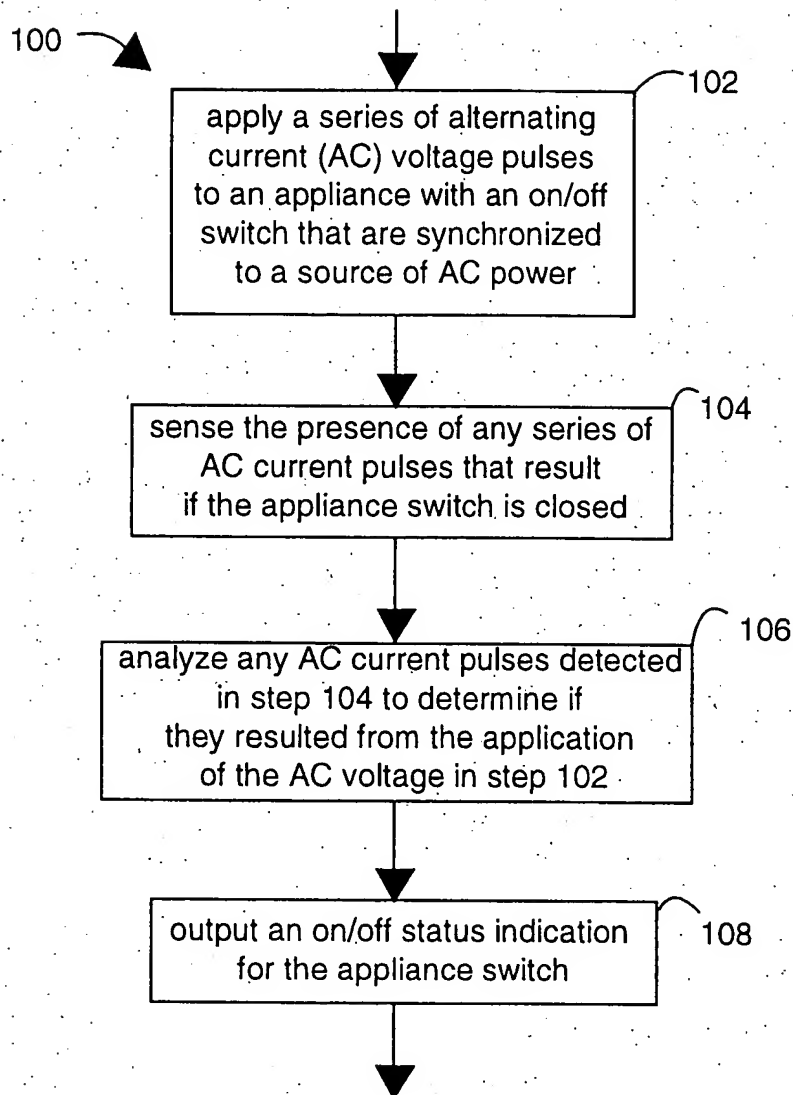 100
102
apply a series of alternating
current (AC) voltage pulses
to an appliance with an on/off
switch that are synchronized
to a source of AC power
104
sense the presence of any series of
AC current pulses that result
if the appliance switch is closed
106
analyze any AC current pulses detected
in step 104 to determine if
they resulted from the application
of the AC voltage in step 102
108
output an on/off status indication
for the appliance switch